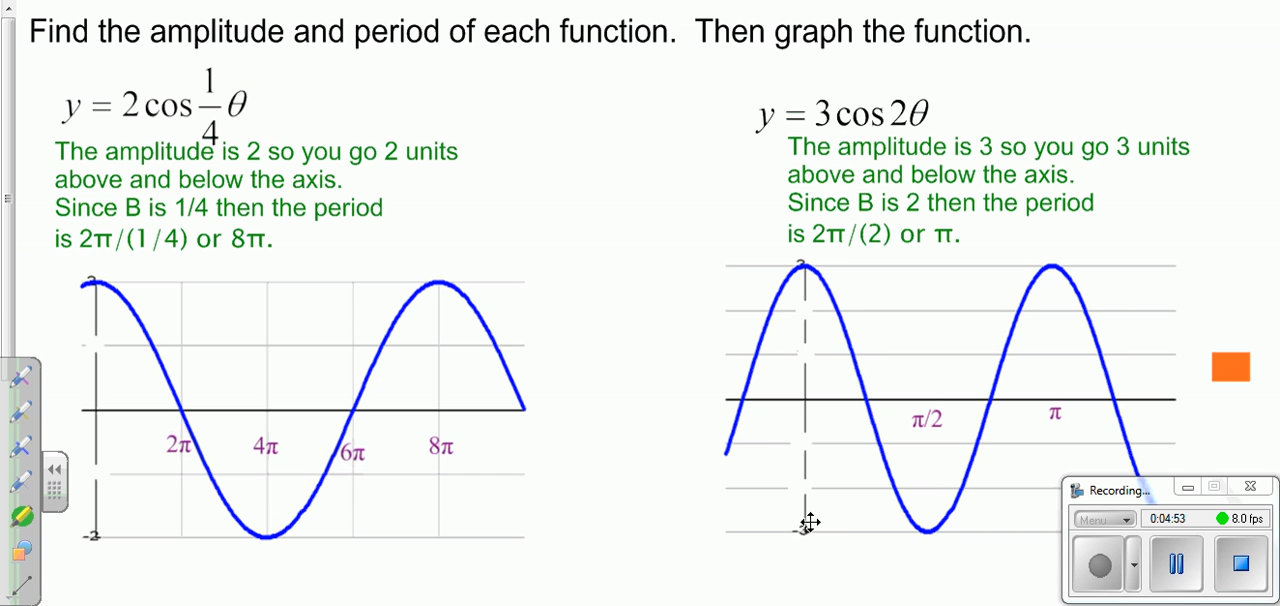 Find the amplitude and period of each function. Then graph the function.
y = 2 cos 1/4 θ
The amplitude is 2 so you go 2 units
above and below the axis.
Since B is 1/4 then the period
is 2π/(1/4) or 8π.
2
2π
4π
6π
8π
-2
y = 3 cos 2θ
The amplitude is 3 so you go 3 units
above and below the axis.
Since B is 2 then the period
is 2π/(2) or π.
3
π/2
π
-3
Recording...
Menu
0:04:53
8.0 fps